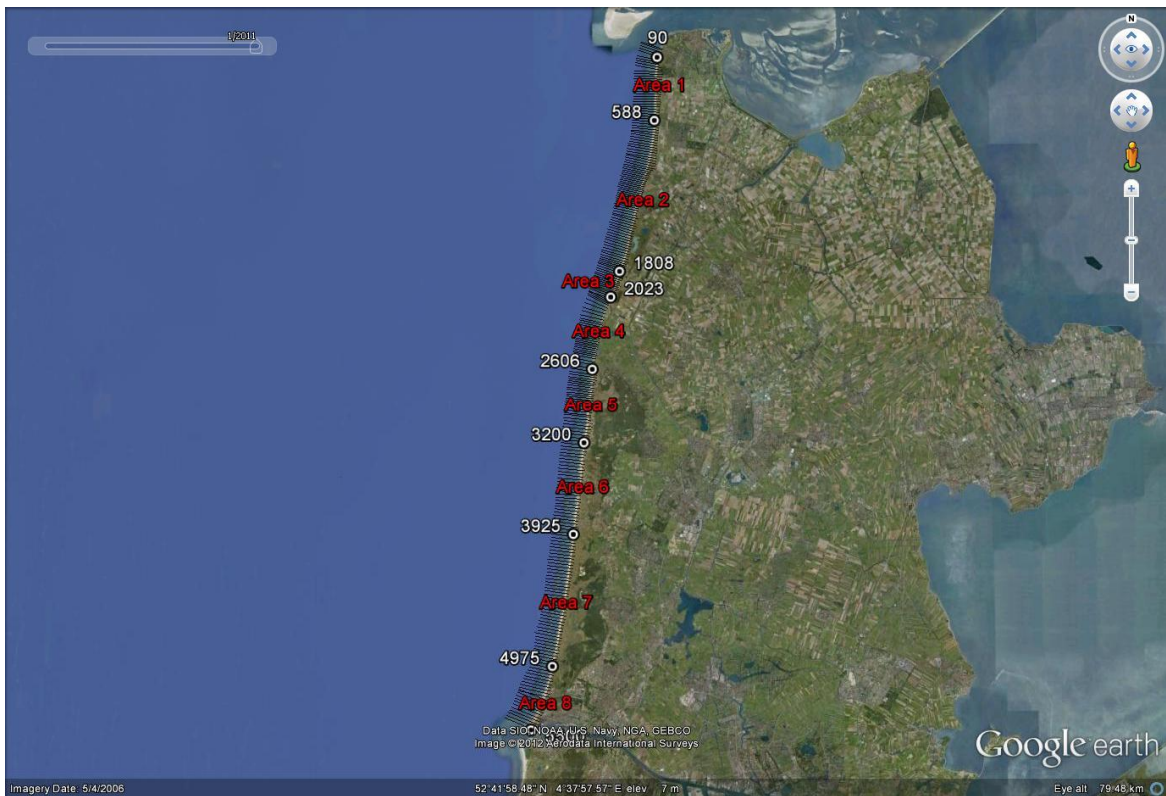 1/2011
N
90
Area 1
588
Area 2
1808
Area 3
2023
Area 4
2606
Area 5
3200
Area 6
3925
Area 7
4975
Area 8
Data SIO, NOAA, U.S. Navy, NGA, GEBCO
Image © 2012 Aerodata International Surveys
Google earth
Imagery Date: 5/4/2006
52°41'58.48" N 4°37'57.57" E elev 7 m
Eye alt 79.48 km